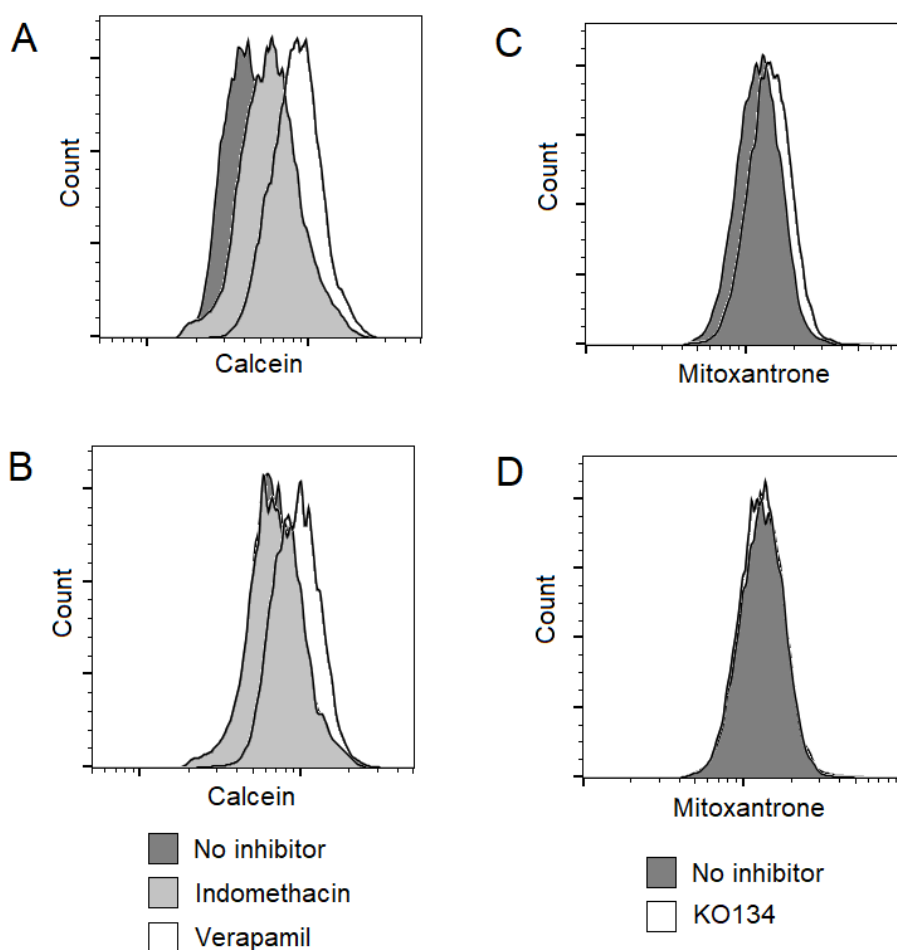 A
Count
Calcein
B
Count
Calcein
No inhibitor
Indomethacin
Verapamil
C
Count
Mitoxantrone
D
Count
Mitoxantrone
No inhibitor
KO134